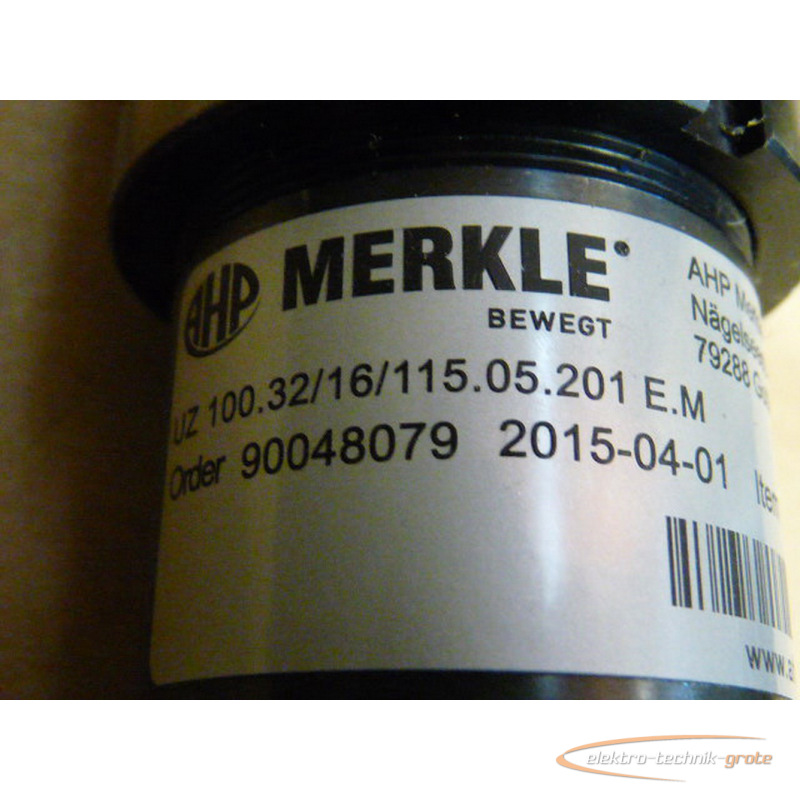 AHP MERKLE®
BEWEGT
AHP
79288
UZ 100.32/16/115.05.201 E.M
Order 90048079 2015-04-01
www.a
elektro-technik-grote